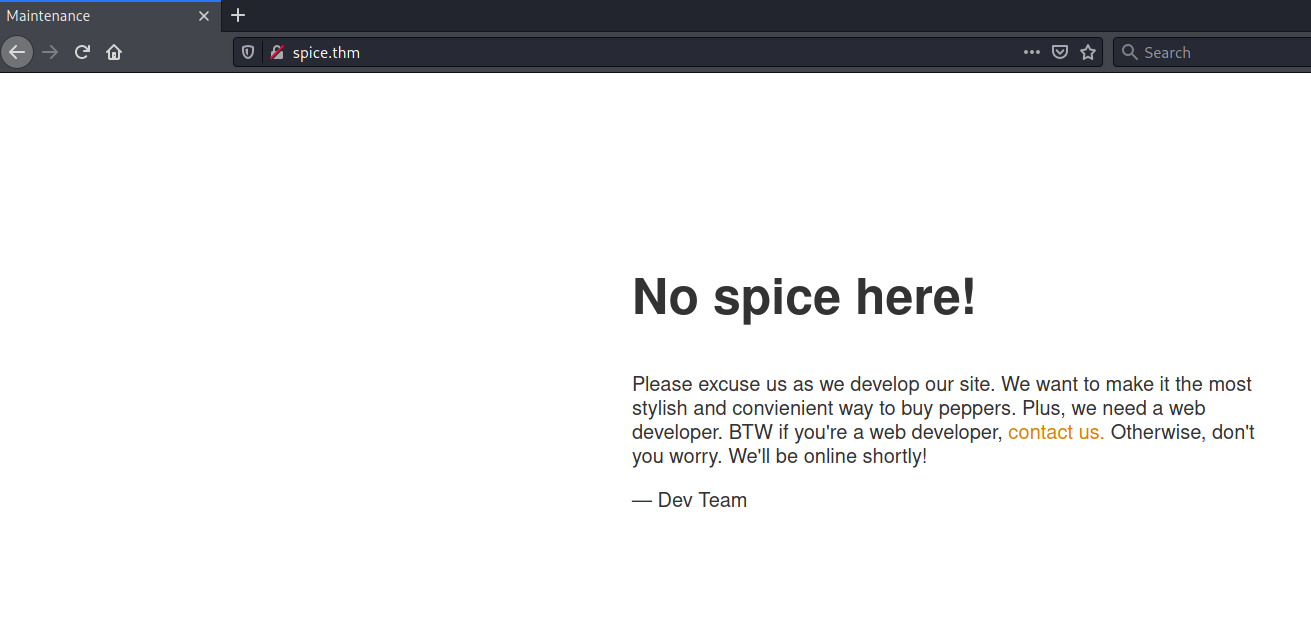 Maintenance
spice.thm
Search
No spice here!
Please excuse us as we develop our site. We want to make it the most
stylish and convienient way to buy peppers. Plus, we need a web
developer. BTW if you're a web developer, contact us. Otherwise, don't
you worry. We'll be online shortly!
— Dev Team